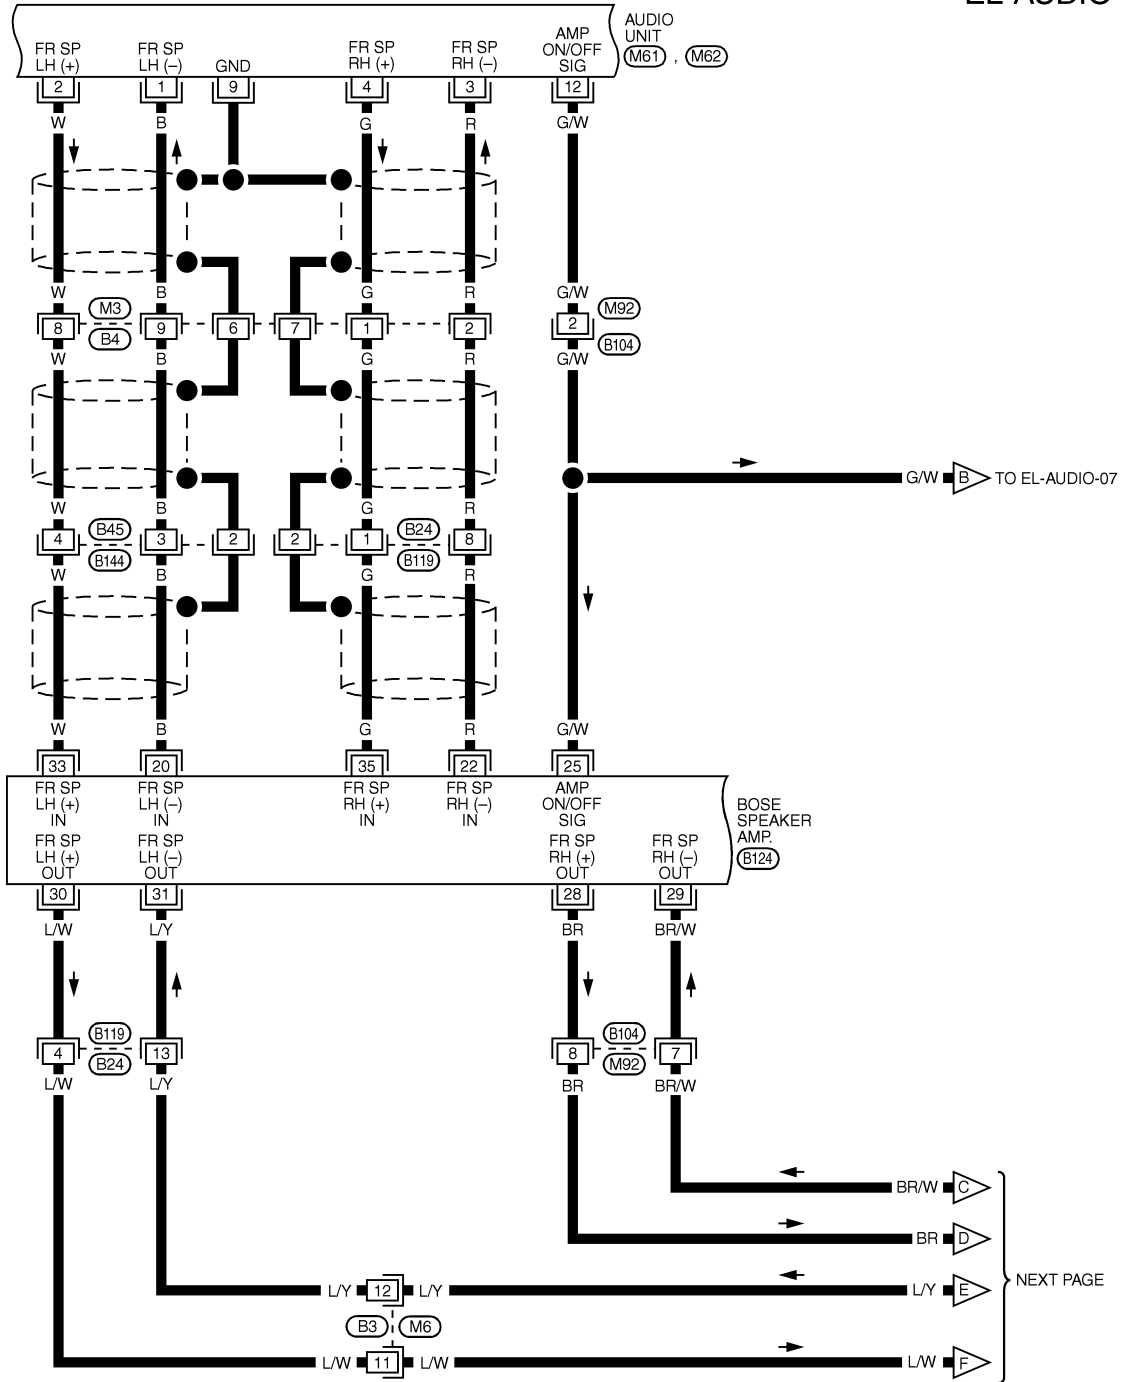 EL-AUDIO
AUDIO
UNIT
M61 , M62
FR SP
LH (+)
FR SP
LH (–)
GND
FR SP
RH (+)
FR SP
RH (–)
AMP
ON/OFF
SIG
2 1 9 4 3 12
W B G R G/W
W B G R G/W
M3
B4
8 9 6 7 1 2
M92
B104
2
W B G R G/W
G/W B TO EL-AUDIO-07
W B G R
B45
B144
4 3 2 2 1 8
B24
B119
W B G R
W B G R G/W
33 20 35 22 25
FR SP
LH (+)
IN
FR SP
LH (–)
IN
FR SP
RH (+)
IN
FR SP
RH (–)
IN
AMP
ON/OFF
SIG
BOSE
SPEAKER
AMP.
B124
FR SP
LH (+)
OUT
FR SP
LH (–)
OUT
FR SP
RH (+)
OUT
FR SP
RH (–)
OUT
30 31 28 29
L/W L/Y BR BR/W
B119
B24
4 13
B104
M92
8 7
L/W L/Y BR BR/W
BR/W C
BR D
L/Y 12 L/Y L/Y E
NEXT PAGE
B3 M6
L/W 11 L/W L/W F